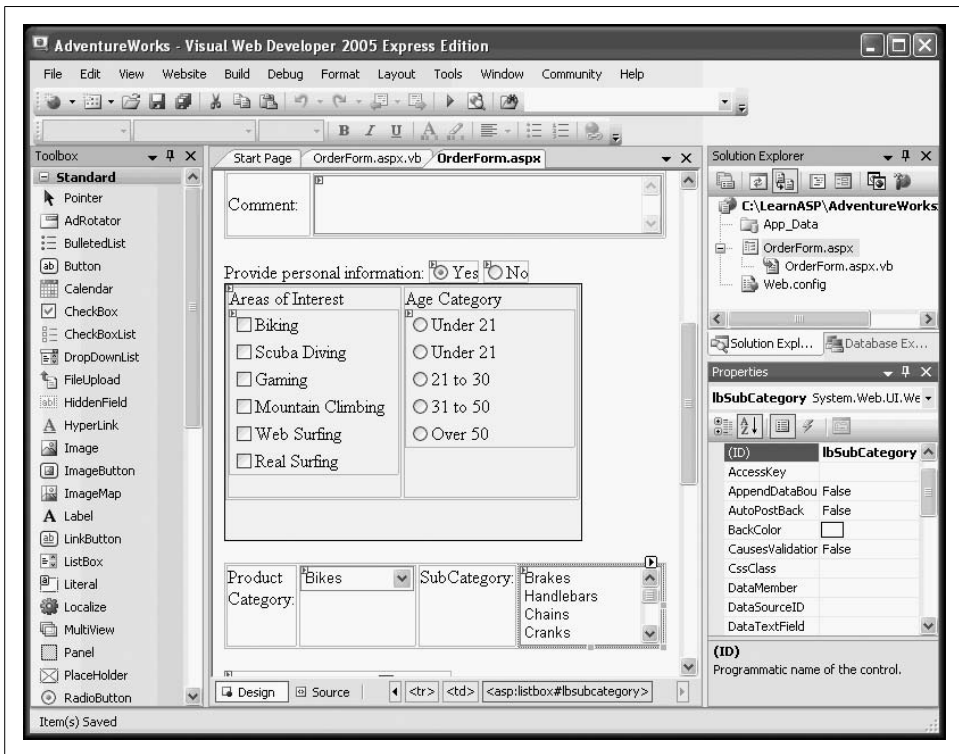 AdventureWorks - Visual Web Developer 2005 Express Edition
File Edit View Website Build Debug Format Layout Tools Window Community Help
B I U A
Toolbox
Standard
Pointer
AdRotator
BulletedList
Button
Calendar
CheckBox
CheckBoxList
DropDownList
FileUpload
HiddenField
HyperLink
Image
ImageButton
ImageMap
Label
LinkButton
ListBox
Literal
Localize
MultiView
Panel
PlaceHolder
RadioButton
Start Page OrderForm.aspx.vb OrderForm.aspx
Comment:
Provide personal information: Yes No
Areas of Interest Age Category
Biking Under 21
Scuba Diving Under 21
Gaming 21 to 30
Mountain Climbing 31 to 50
Web Surfing Over 50
Real Surfing
Product Category: Bikes SubCategory: Brakes
Handlebars
Chains
Cranks
Design Source <tr> <td> <asp:listbox#lbsubcategory>
Solution Explorer
C:\LearnASP\AdventureWorks
App_Data
OrderForm.aspx
OrderForm.aspx.vb
Web.config
Solution Expl... Database Ex...
Properties
lbSubCategory System.Web.UI.We
(ID) lbSubCategory
AccessKey
AppendDataBou False
AutoPostBack False
BackColor
CausesValidation False
CssClass
DataMember
DataSourceID
DataTextField
(ID)
Programmatic name of the control.
Item(s) Saved